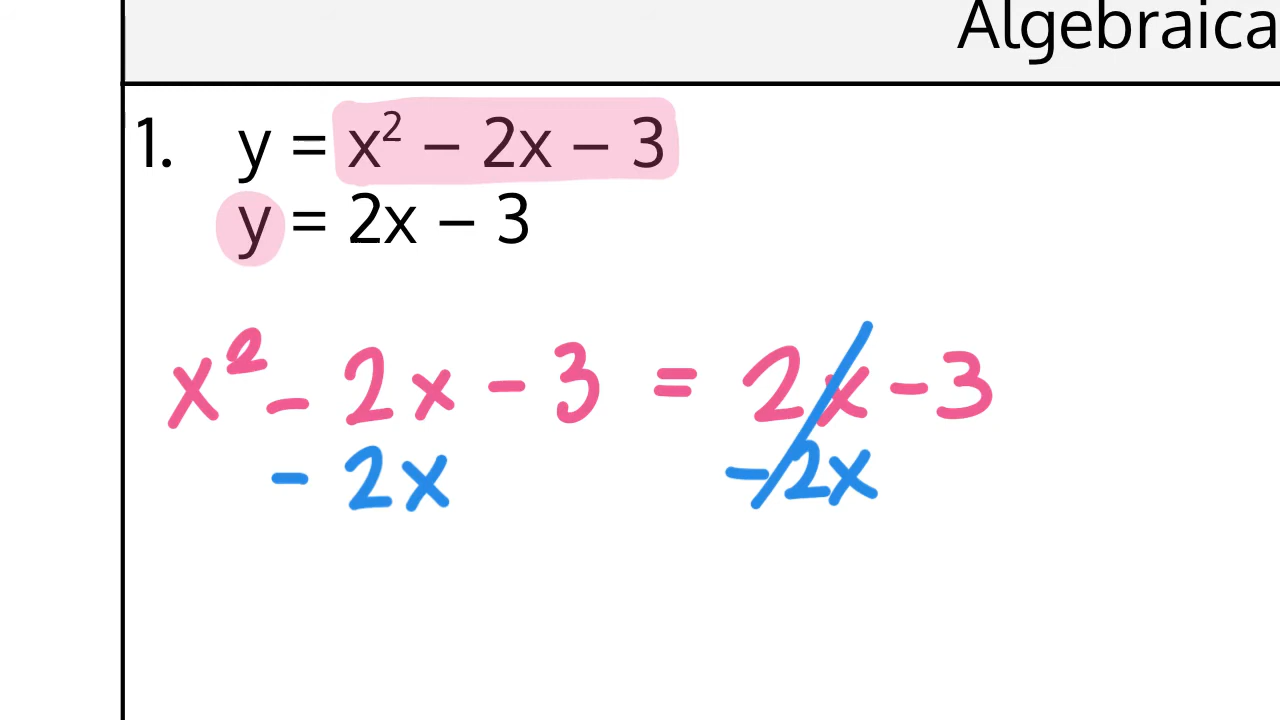 Algebraica
1. y = x² – 2x – 3
y = 2x – 3
x² - 2x - 3 = 2x - 3
- 2x - 2x